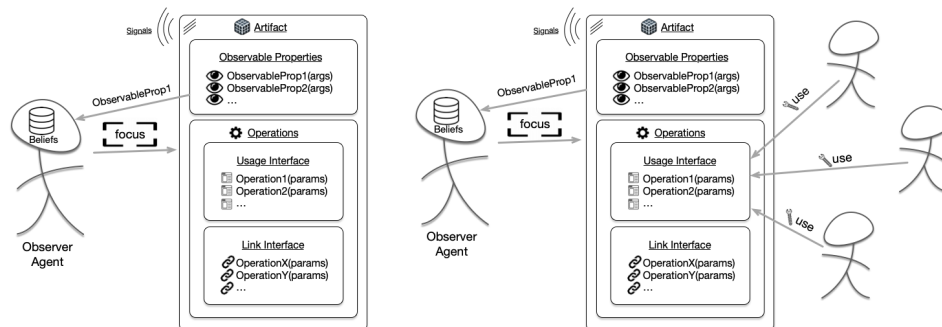 Signals
Artifact
Observable Properties
ObservableProp1(args)
ObservableProp2(args)
...
ObservableProp1
Beliefs
focus
Operations
Usage Interface
Operation1(params)
Operation2(params)
...
Observer
Agent
Link Interface
OperationX(params)
OperationY(params)
...
Signals
Artifact
Observable Properties
ObservableProp1(args)
ObservableProp2(args)
...
ObservableProp1
Beliefs
focus
use
Operations
Usage Interface
Operation1(params)
Operation2(params)
...
use
use
Observer
Agent
Link Interface
OperationX(params)
OperationY(params)
...